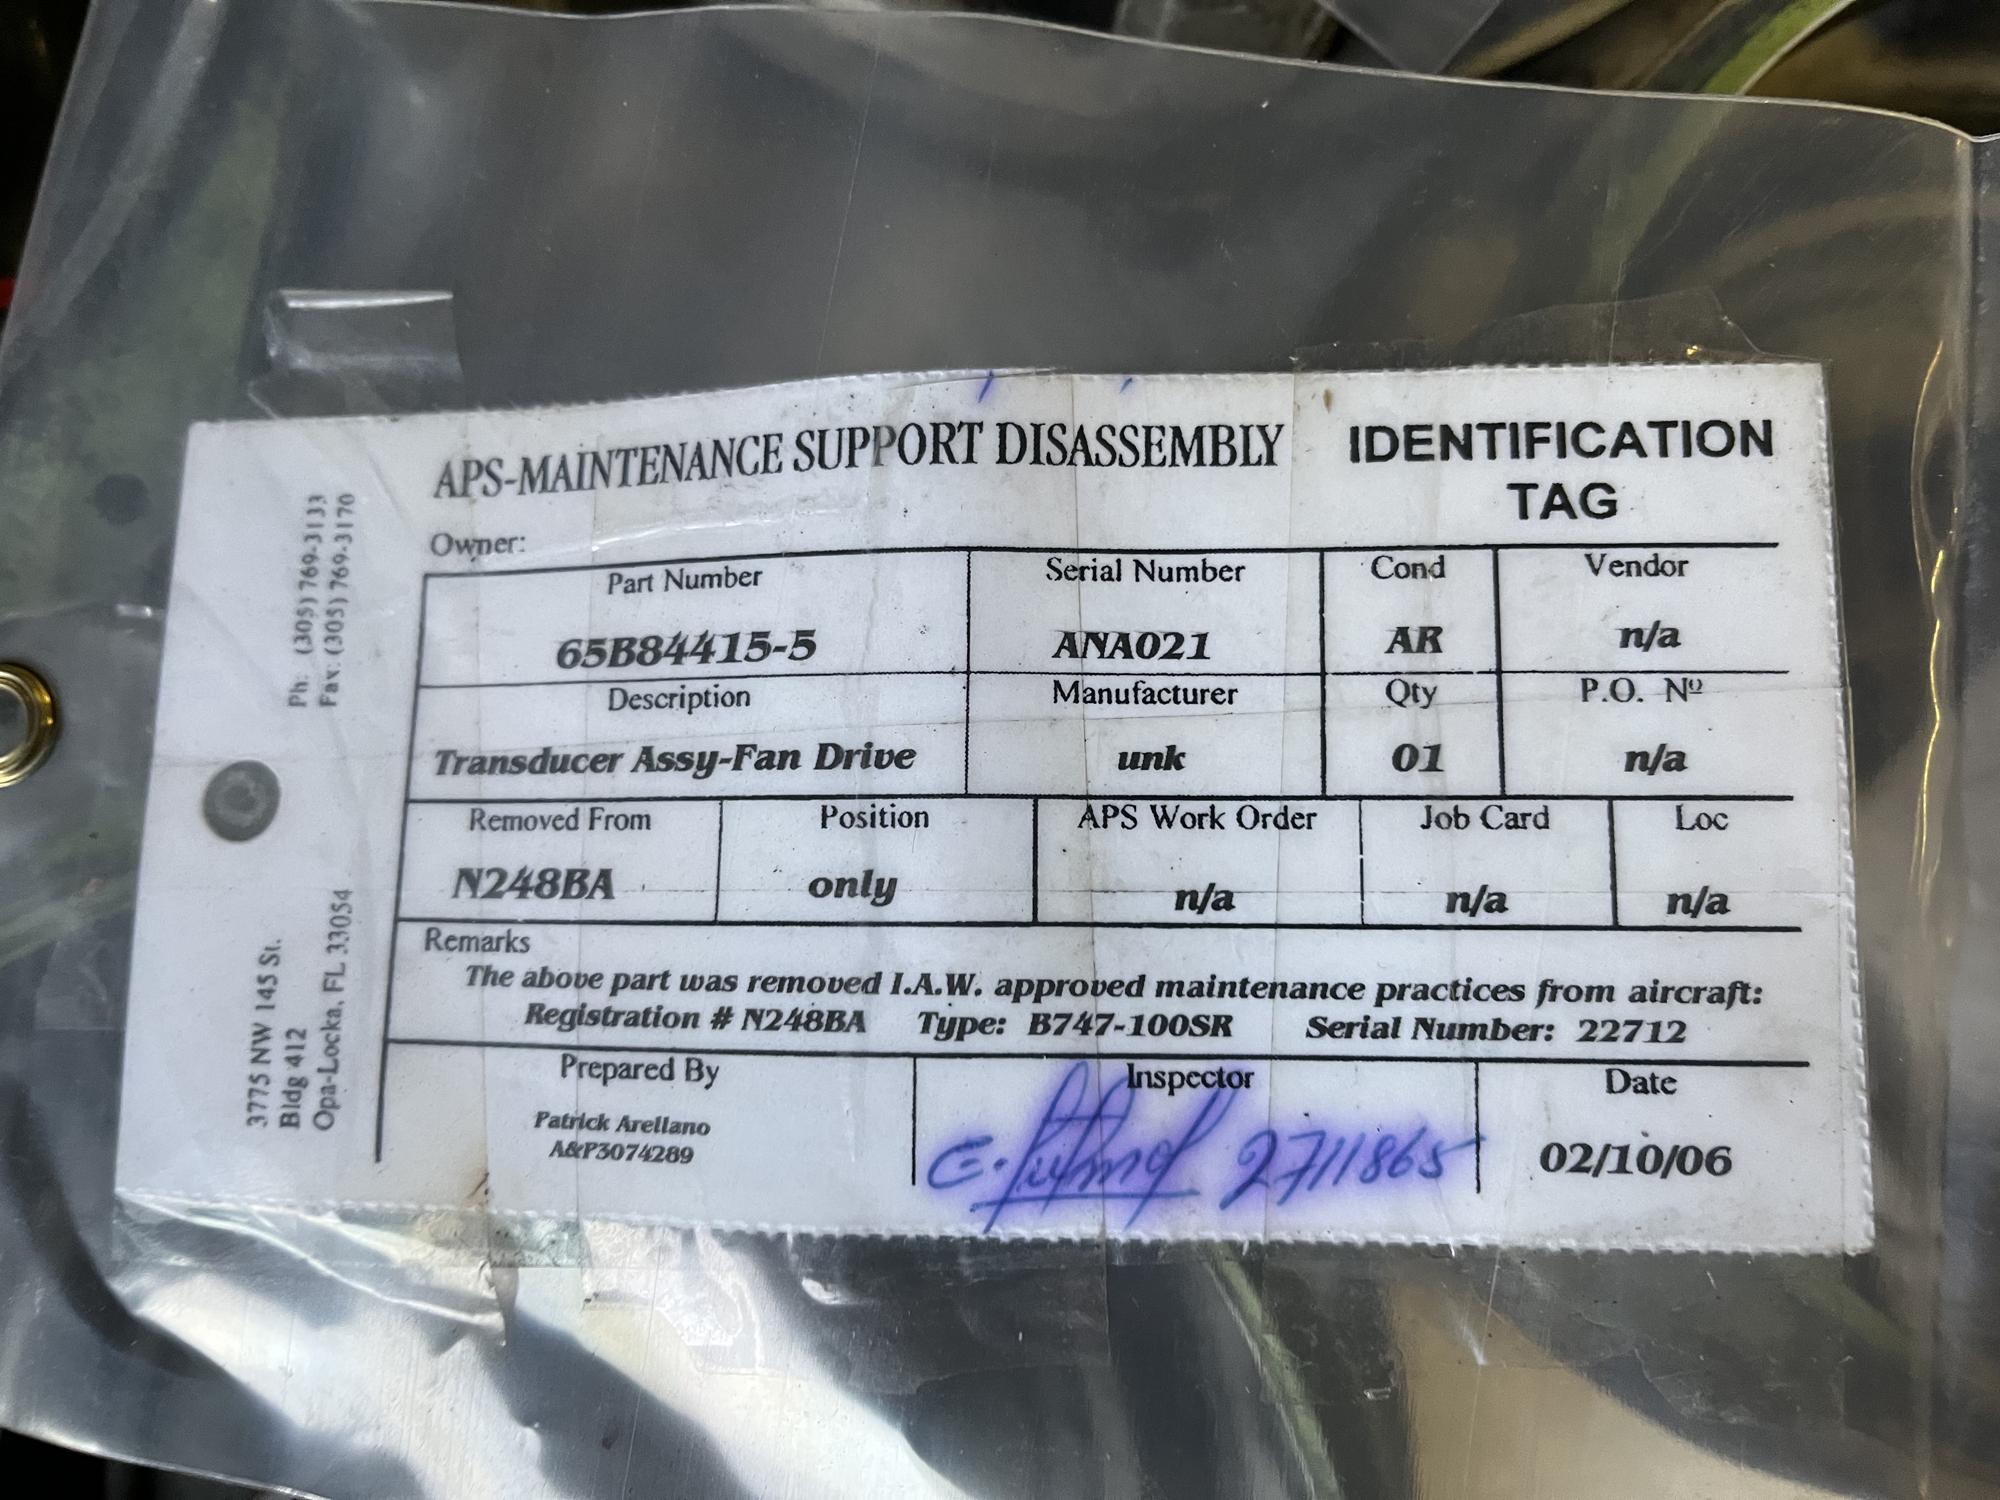 APS-MAINTENANCE SUPPORT DISASSEMBLY
IDENTIFICATION
TAG
Ph: (305) 769-3133
Fax: (305) 769-3170
3775 NW 145 St.
Bldg 412
Opa-Locka, FL 33054
Owner:
Part Number Serial Number Cond Vendor
65B84415-5 ANA021 AR n/a
Description Manufacturer Qty P.O. Nº
Transducer Assy-Fan Drive unk 01 n/a
Removed From Position APS Work Order Job Card Loc
N248BA only n/a n/a n/a
Remarks
The above part was removed I.A.W. approved maintenance practices from aircraft:
Registration # N248BA Type: B747-100SR Serial Number: 22712
Prepared By Inspector Date
Patrick Arellano
A&P3074289
2711865
02/10/06